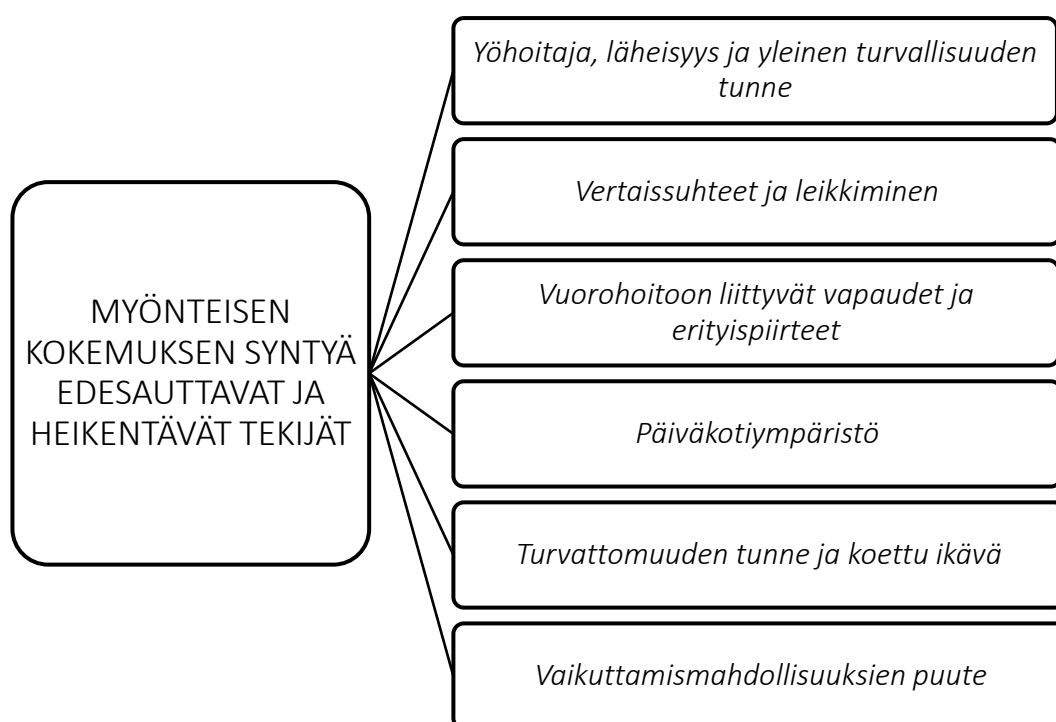 Yöhoitaja, läheisyys ja yleinen turvallisuuden
tunne
Vertaissuhteet ja leikkiminen
Vuorohoitoon liittyvät vapaudet ja
erityispiirteet
MYÖNTEISEN
KOKEMUKSEN SYNTYÄ
EDESAUTTAVAT JA
HEIKENTÄVÄT TEKIJÄT
Päiväkotiympäristö
Turvattomuuden tunne ja koettu ikävä
Vaikuttamismahdollisuuksien puute